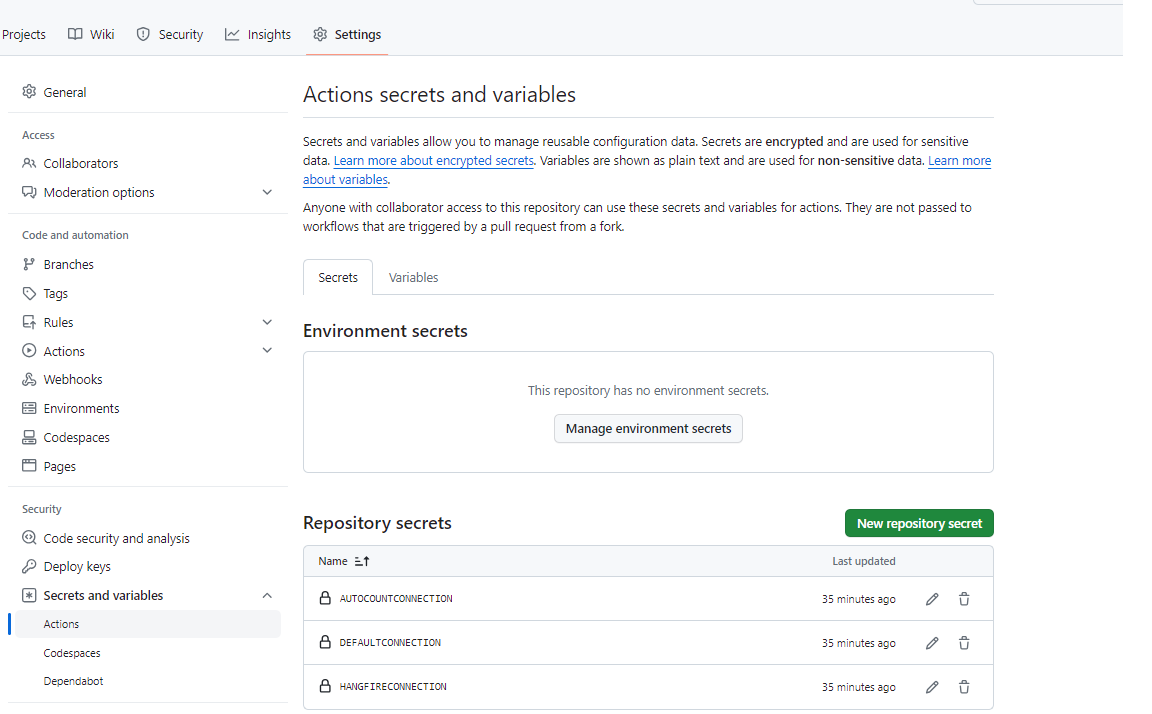 Projects
Wiki
Security
Insights
Settings
General
Access
Collaborators
Moderation options
Code and automation
Branches
Tags
Rules
Actions
Webhooks
Environments
Codespaces
Pages
Security
Code security and analysis
Deploy keys
Secrets and variables
Actions
Codespaces
Dependabot
Actions secrets and variables
Secrets and variables allow you to manage reusable configuration data. Secrets are encrypted and are used for sensitive
data. Learn more about encrypted secrets. Variables are shown as plain text and are used for non-sensitive data. Learn more
about variables.
Anyone with collaborator access to this repository can use these secrets and variables for actions. They are not passed to
workflows that are triggered by a pull request from a fork.
Secrets
Variables
Environment secrets
This repository has no environment secrets.
Manage environment secrets
Repository secrets
New repository secret
Name
Last updated
AUTOCOUNTCONNECTION
35 minutes ago
DEFAULTCONNECTION
35 minutes ago
HANGFIRECONNECTION
35 minutes ago